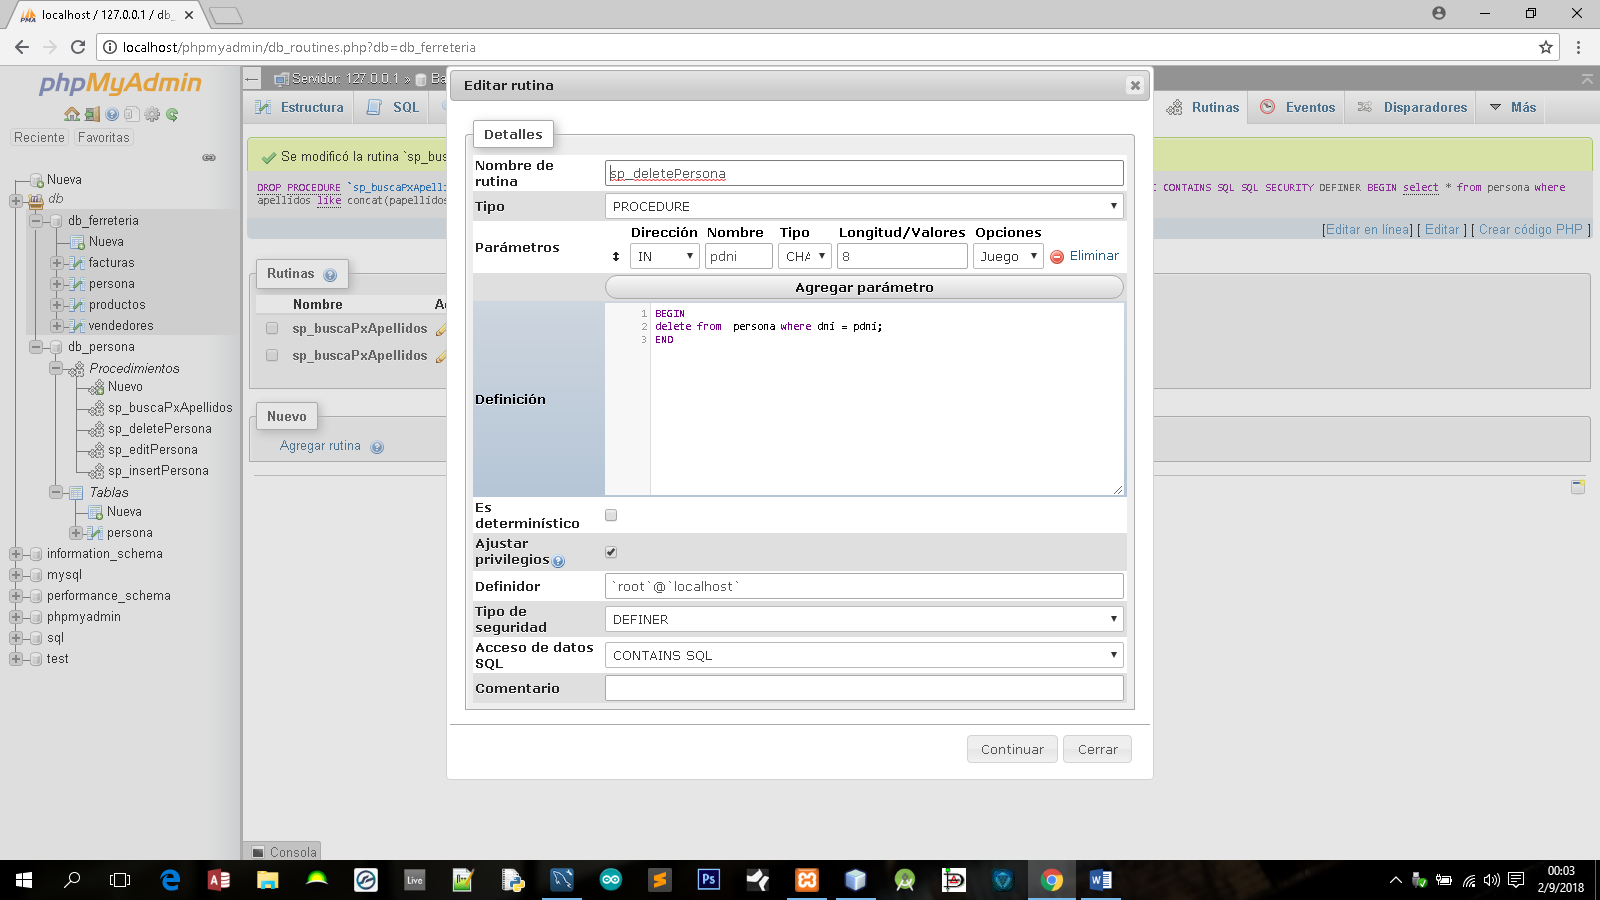 localhost / 127.0.0.1 / db_
localhost/phpmyadmin/db_routines.php?db=db_ferreteria
phpMyAdmin
Reciente
Favoritas
Nueva
db
db_ferreteria
Nueva
facturas
persona
productos
vendedores
db_persona
Procedimientos
Nuevo
sp_buscaPxApellidos
sp_deletePersona
sp_editPersona
sp_insertPersona
Tablas
Nueva
persona
information_schema
mysql
performance_schema
phpmyadmin
sql
test
Servidor: 127.0.0.1 » Ba
Estructura
SQL
Rutinas
Eventos
Disparadores
Más
Se modificó la rutina `sp_bus
DROP PROCEDURE `sp_buscaPxApelli
CONTAINS SQL SQL SECURITY DEFINER BEGIN select * from persona where
apellidos like concat(papellidos
[Editar en línea] [ Editar ] [ Crear código PHP ]
Rutinas
Nombre
sp_buscaPxApellidos
sp_buscaPxApellidos
Nuevo
Agregar rutina
Editar rutina
Detalles
Nombre de rutina
sp_deletePersona
Tipo
PROCEDURE
Parámetros
Dirección Nombre Tipo Longitud/Valores Opciones
IN pdni CHA 8 Juego Eliminar
Agregar parámetro
Definición
1 BEGIN
2 delete from persona where dni = pdni;
3 END
Es determinístico
Ajustar privilegios
Definidor
`root`@`localhost`
Tipo de seguridad
DEFINER
Acceso de datos SQL
CONTAINS SQL
Comentario
Continuar
Cerrar
Consola
Live
Ps
00:03
2/9/2018